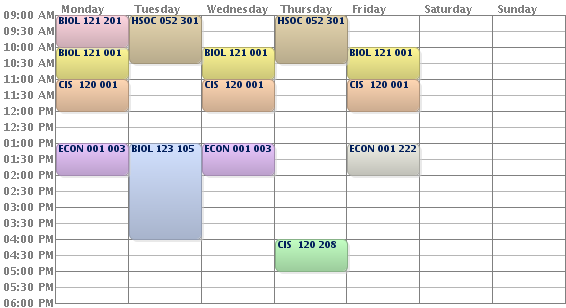 Monday Tuesday Wednesday Thursday Friday Saturday Sunday
09:00 AM BIOL 121 201 HSOC 052 301 HSOC 052 301
09:30 AM
10:00 AM BIOL 121 001 BIOL 121 001 BIOL 121 001
10:30 AM
11:00 AM CIS 120 001 CIS 120 001 CIS 120 001
11:30 AM
12:00 PM
12:30 PM
01:00 PM ECON 001 003 BIOL 123 105 ECON 001 003 ECON 001 222
01:30 PM
02:00 PM
02:30 PM
03:00 PM
03:30 PM
04:00 PM CIS 120 208
04:30 PM
05:00 PM
05:30 PM
06:00 PM